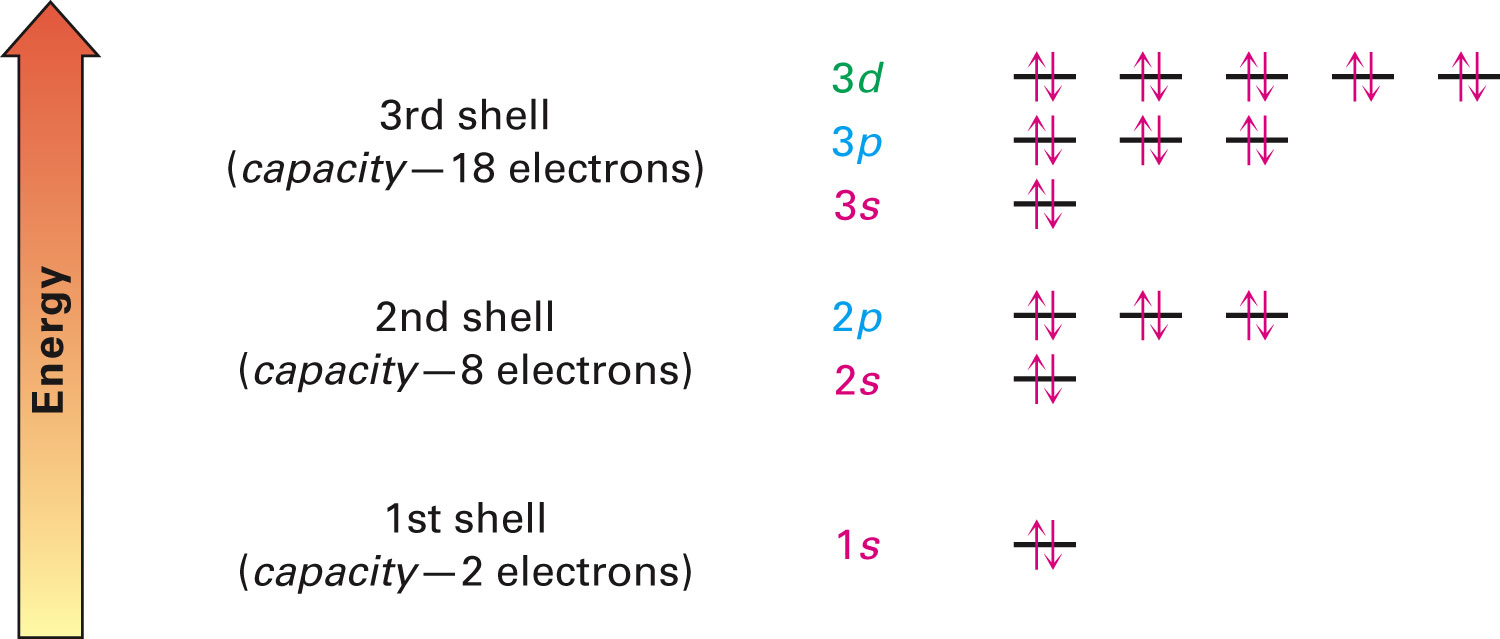 Energy
3rd shell
(capacity—18 electrons)
3d
3p
3s
2nd shell
(capacity—8 electrons)
2p
2s
1st shell
(capacity—2 electrons)
1s